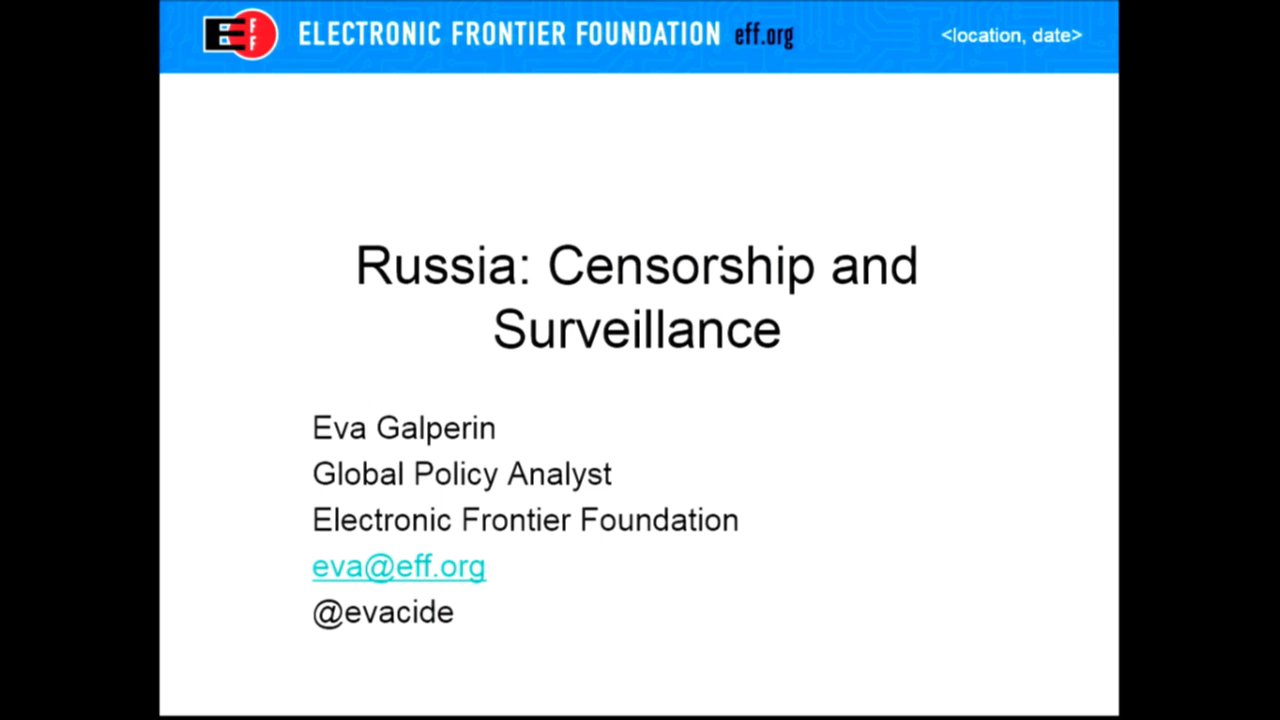 EFF ELECTRONIC FRONTIER FOUNDATION eff.org <location, date>
Russia: Censorship and
Surveillance
Eva Galperin
Global Policy Analyst
Electronic Frontier Foundation
eva@eff.org
@evacide